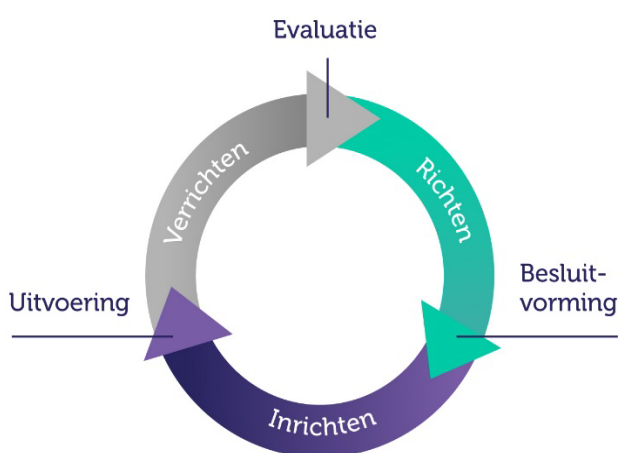 Evaluatie
Richten
Verrichten
Besluit-
vorming
Uitvoering
Inrichten